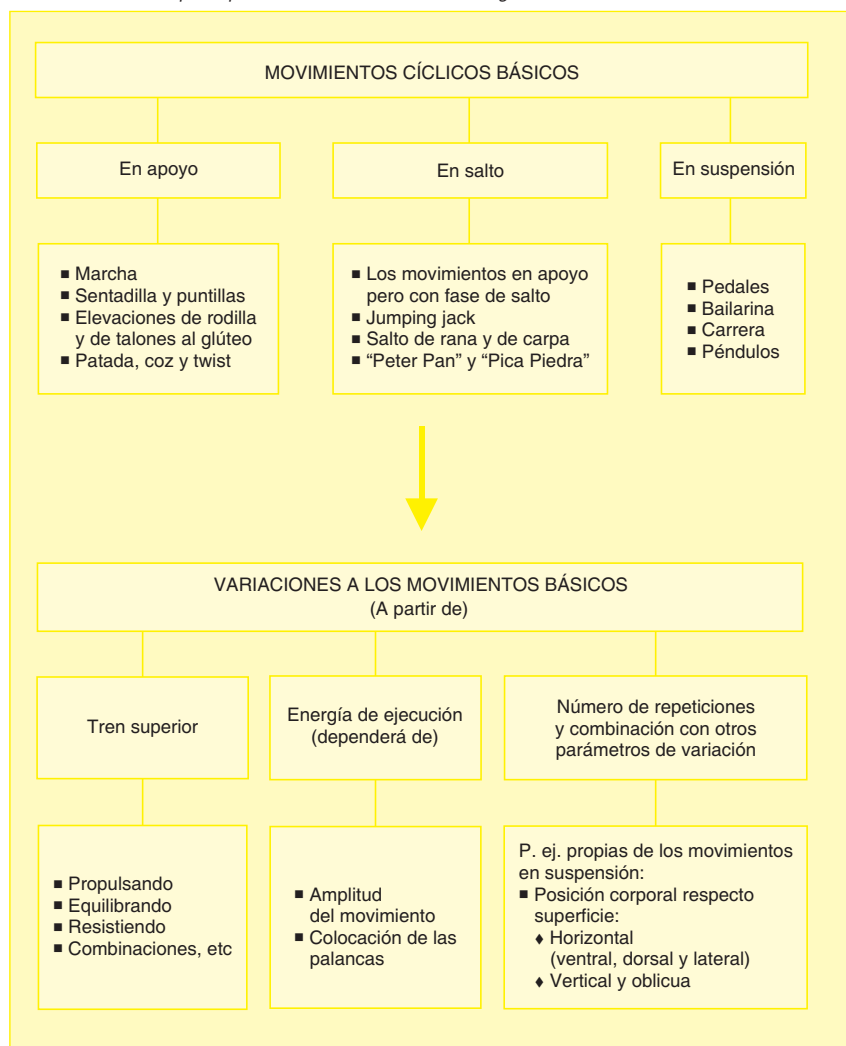 MOVIMIENTOS CÍCLICOS BÁSICOS
En apoyo
En salto
En suspensión
■ Marcha
■ Sentadilla y puntillas
■ Elevaciones de rodilla
y de talones al glúteo
■ Patada, coz y twist
■ Los movimientos en apoyo
pero con fase de salto
■ Jumping jack
■ Salto de rana y de carpa
■ “Peter Pan” y “Pica Piedra”
■ Pedales
■ Bailarina
■ Carrera
■ Péndulos
VARIACIONES A LOS MOVIMIENTOS BÁSICOS
(A partir de)
Tren superior
Energía de ejecución
(dependerá de)
Número de repeticiones
y combinación con otros
parámetros de variación
■ Propulsando
■ Equilibrando
■ Resistiendo
■ Combinaciones, etc
■ Amplitud
del movimiento
■ Colocación de las
palancas
P. ej. propias de los movimientos
en suspensión:
■ Posición corporal respecto
superficie:
♦ Horizontal
(ventral, dorsal y lateral)
♦ Vertical y oblicua